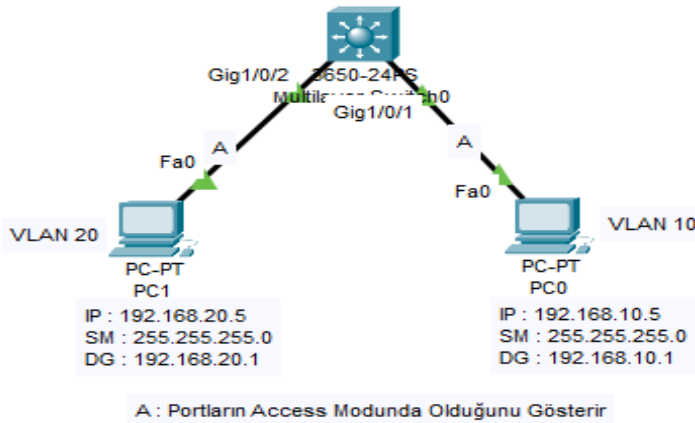 Gig1/0/2
3650-24PS
Multilayer Switch0
Gig1/0/1
A
A
Fa0
Fa0
VLAN 20
VLAN 10
PC-PT
PC1
PC-PT
PC0
IP : 192.168.20.5
SM : 255.255.255.0
DG : 192.168.20.1
IP : 192.168.10.5
SM : 255.255.255.0
DG : 192.168.10.1
A : Portların Access Modunda Olduğunu Gösterir